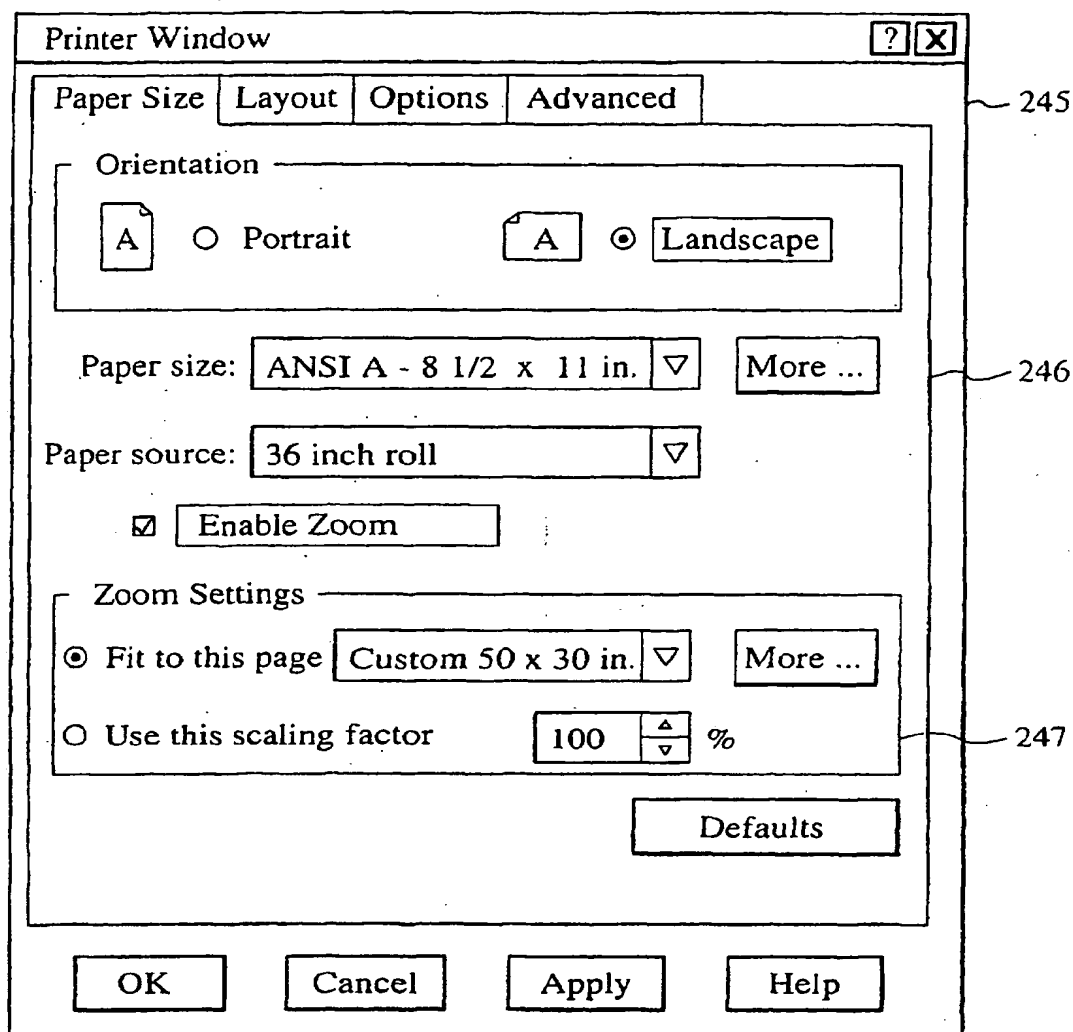 Printer Window ? X
Paper Size Layout Options Advanced
245
Orientation
A Portrait A Landscape
Paper size: ANSI A - 8 1/2 x 11 in. More ...
246
Paper source: 36 inch roll
Enable Zoom
Zoom Settings
Fit to this page Custom 50 x 30 in. More ...
Use this scaling factor 100 %
247
Defaults
OK Cancel Apply Help